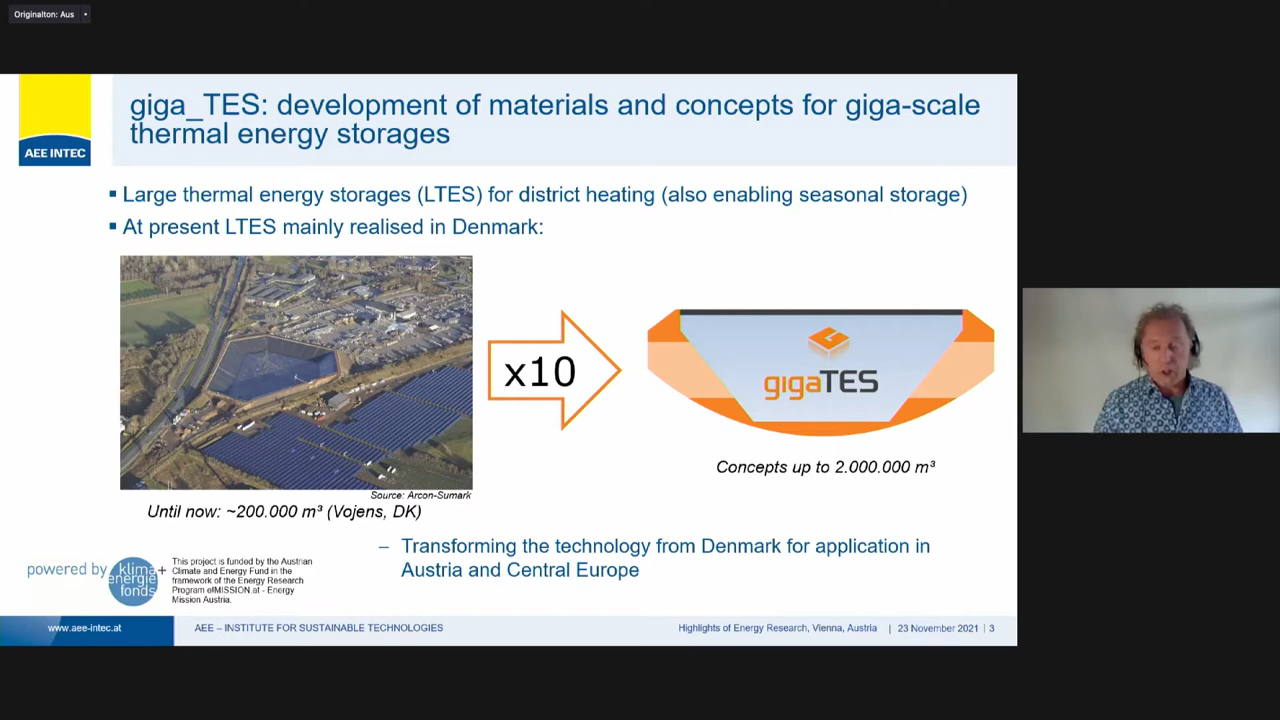 Originalton: Aus
AEE INTEC
giga_TES: development of materials and concepts for giga-scale
thermal energy storages
▪ Large thermal energy storages (LTES) for district heating (also enabling seasonal storage)
▪ At present LTES mainly realised in Denmark:
x10
gigaTES
Concepts up to 2.000.000 m³
Source: Arcon-Sumark
Until now: ~200.000 m³ (Vojens, DK)
– Transforming the technology from Denmark for application in
Austria and Central Europe
powered by klima+
energie
fonds
This project is funded by the Austrian
Climate and Energy Fund in the
framework of the Energy Research
Program e!MISSION.at - Energy
Mission Austria.
www.aee-intec.at
AEE – INSTITUTE FOR SUSTAINABLE TECHNOLOGIES
Highlights of Energy Research, Vienna, Austria | 23 November 2021 | 3